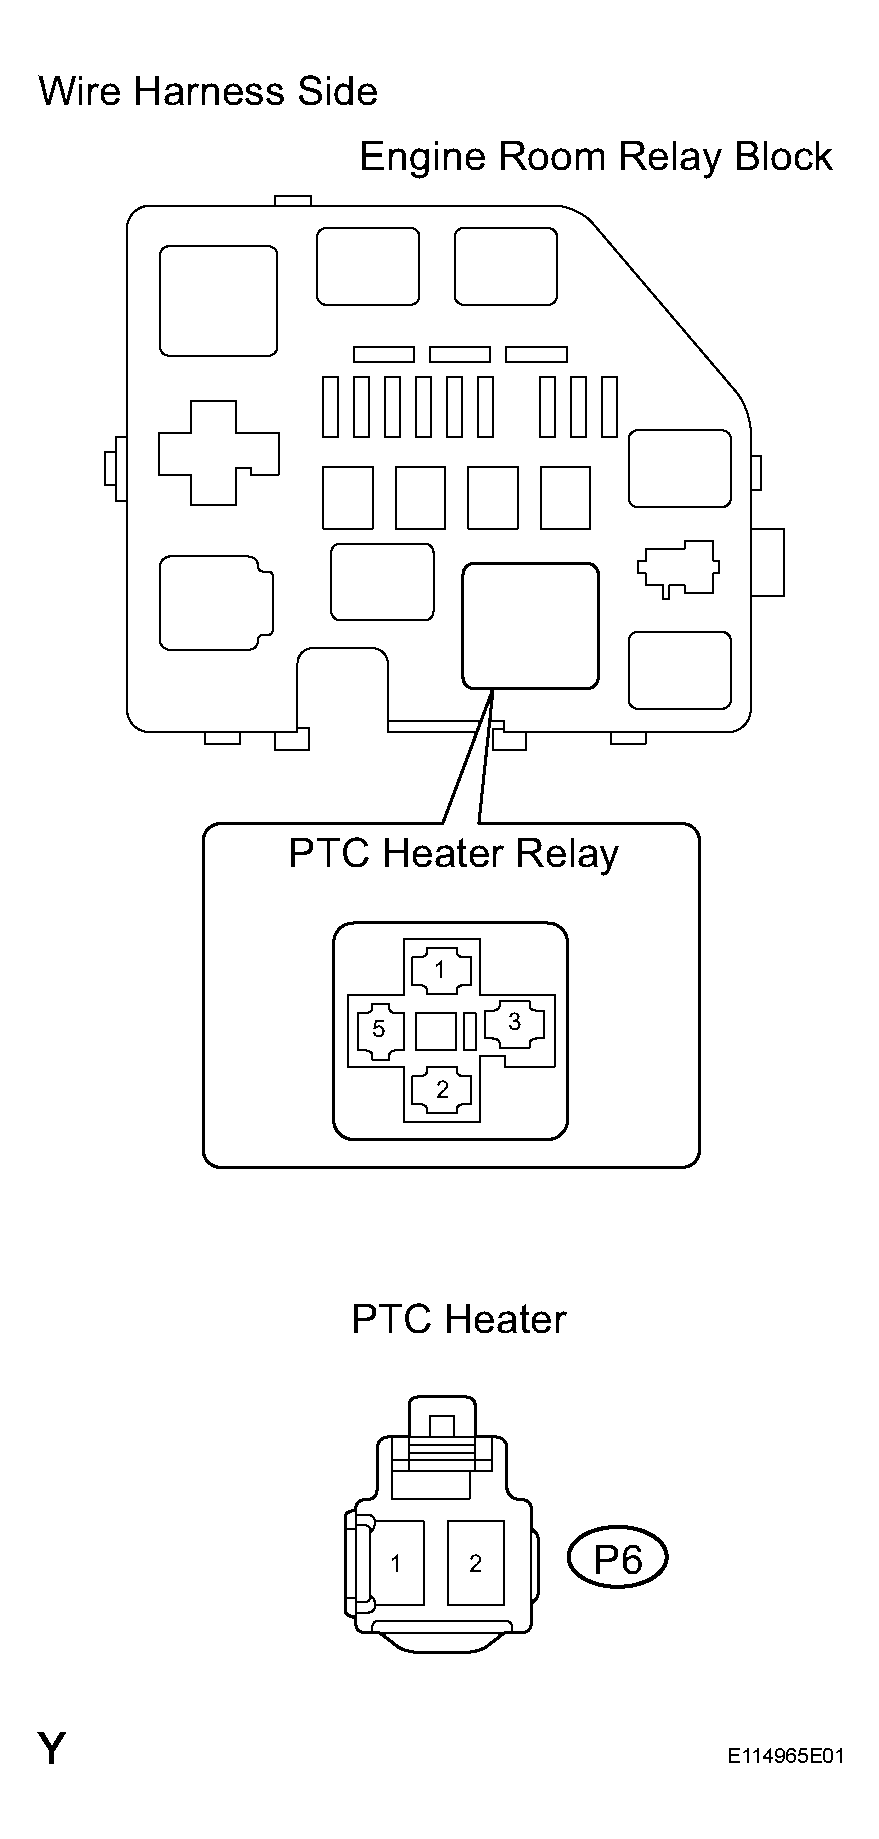 Wire Harness Side
Engine Room Relay Block
PTC Heater Relay
1
5
3
2
PTC Heater
1
2
P6
Y
E114965E01